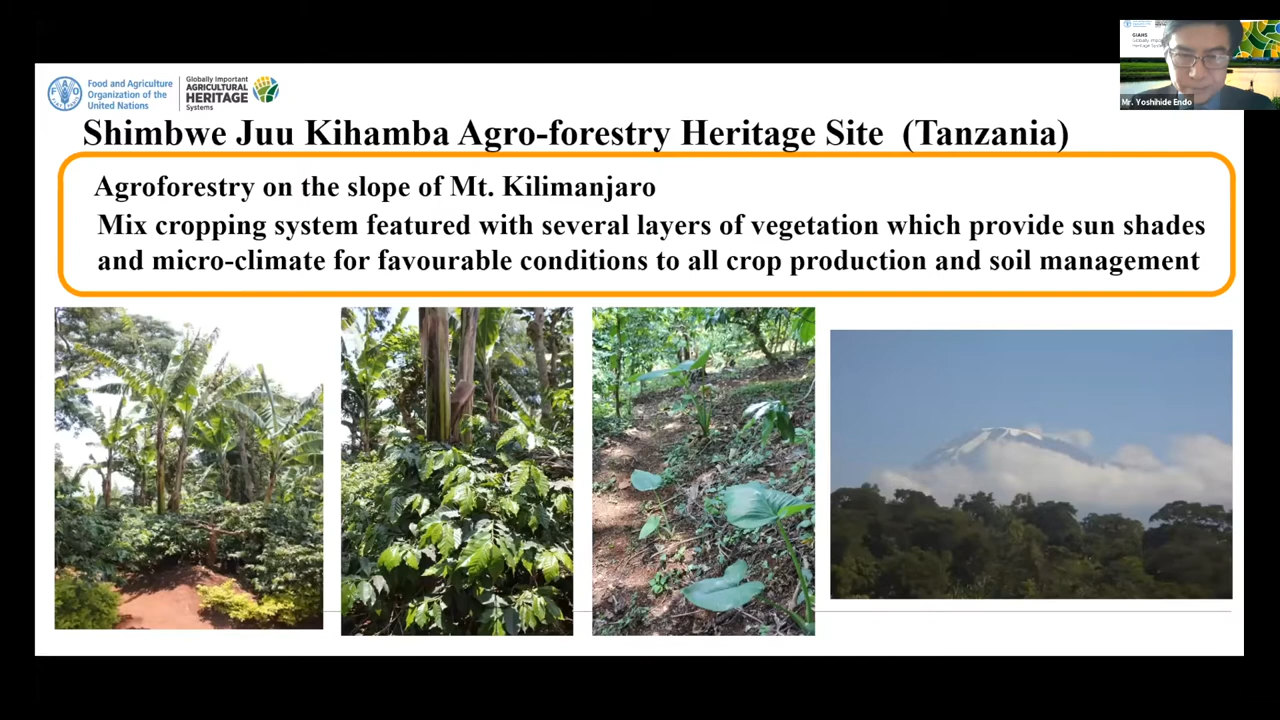 Food and Agriculture
Organization of the
United Nations
Globally Important
AGRICULTURAL
HERITAGE
Systems
GIAHS
Mr. Yoshihide Endo
Shimbwe Juu Kihamba Agro-forestry Heritage Site (Tanzania)
Agroforestry on the slope of Mt. Kilimanjaro
Mix cropping system featured with several layers of vegetation which provide sun shades
and micro-climate for favourable conditions to all crop production and soil management